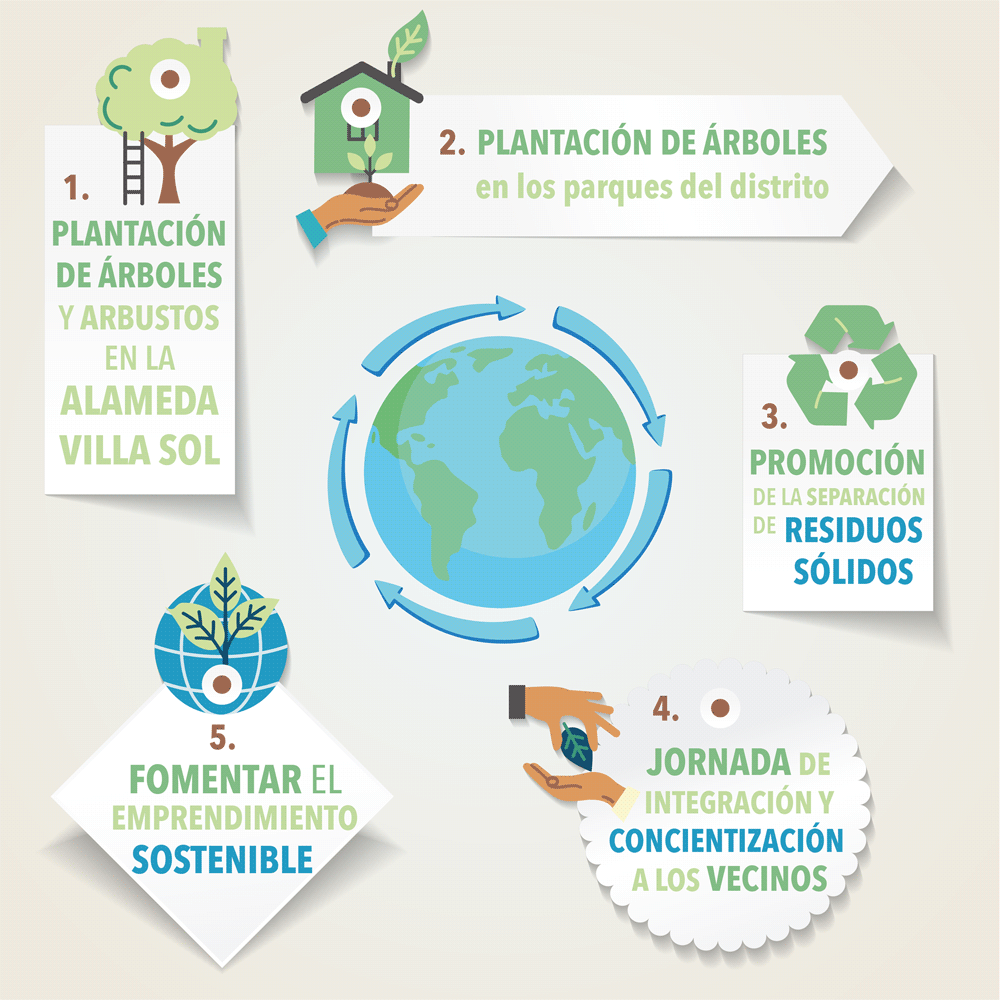 1.
PLANTACIÓN
DE ÁRBOLES
Y ARBUSTOS
EN LA
ALAMEDA
VILLA SOL
2. PLANTACIÓN DE ÁRBOLES
en los parques del distrito
3.
PROMOCIÓN
DE LA SEPARACIÓN
DE RESIDUOS
SÓLIDOS
4.
JORNADA DE
INTEGRACIÓN Y
CONCIENTIZACIÓN
A LOS VECINOS
5.
FOMENTAR EL
EMPRENDIMIENTO
SOSTENIBLE